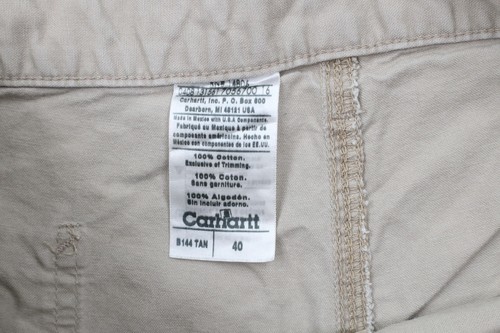 Carhartt, Inc. P. O. Box 600
Dearborn, MI 48121 USA
Made in Mexico with U.S.A Components.
Fabriqué au Mexique à partir de
composants américains. Hecho en
México con componentes de los EE.UU.
100% Cotton.
Exclusive of Trimming.
100% Coton.
Sans garniture.
100% Algodón.
Sin incluir adorno.
Carhartt
B144 TAN 40